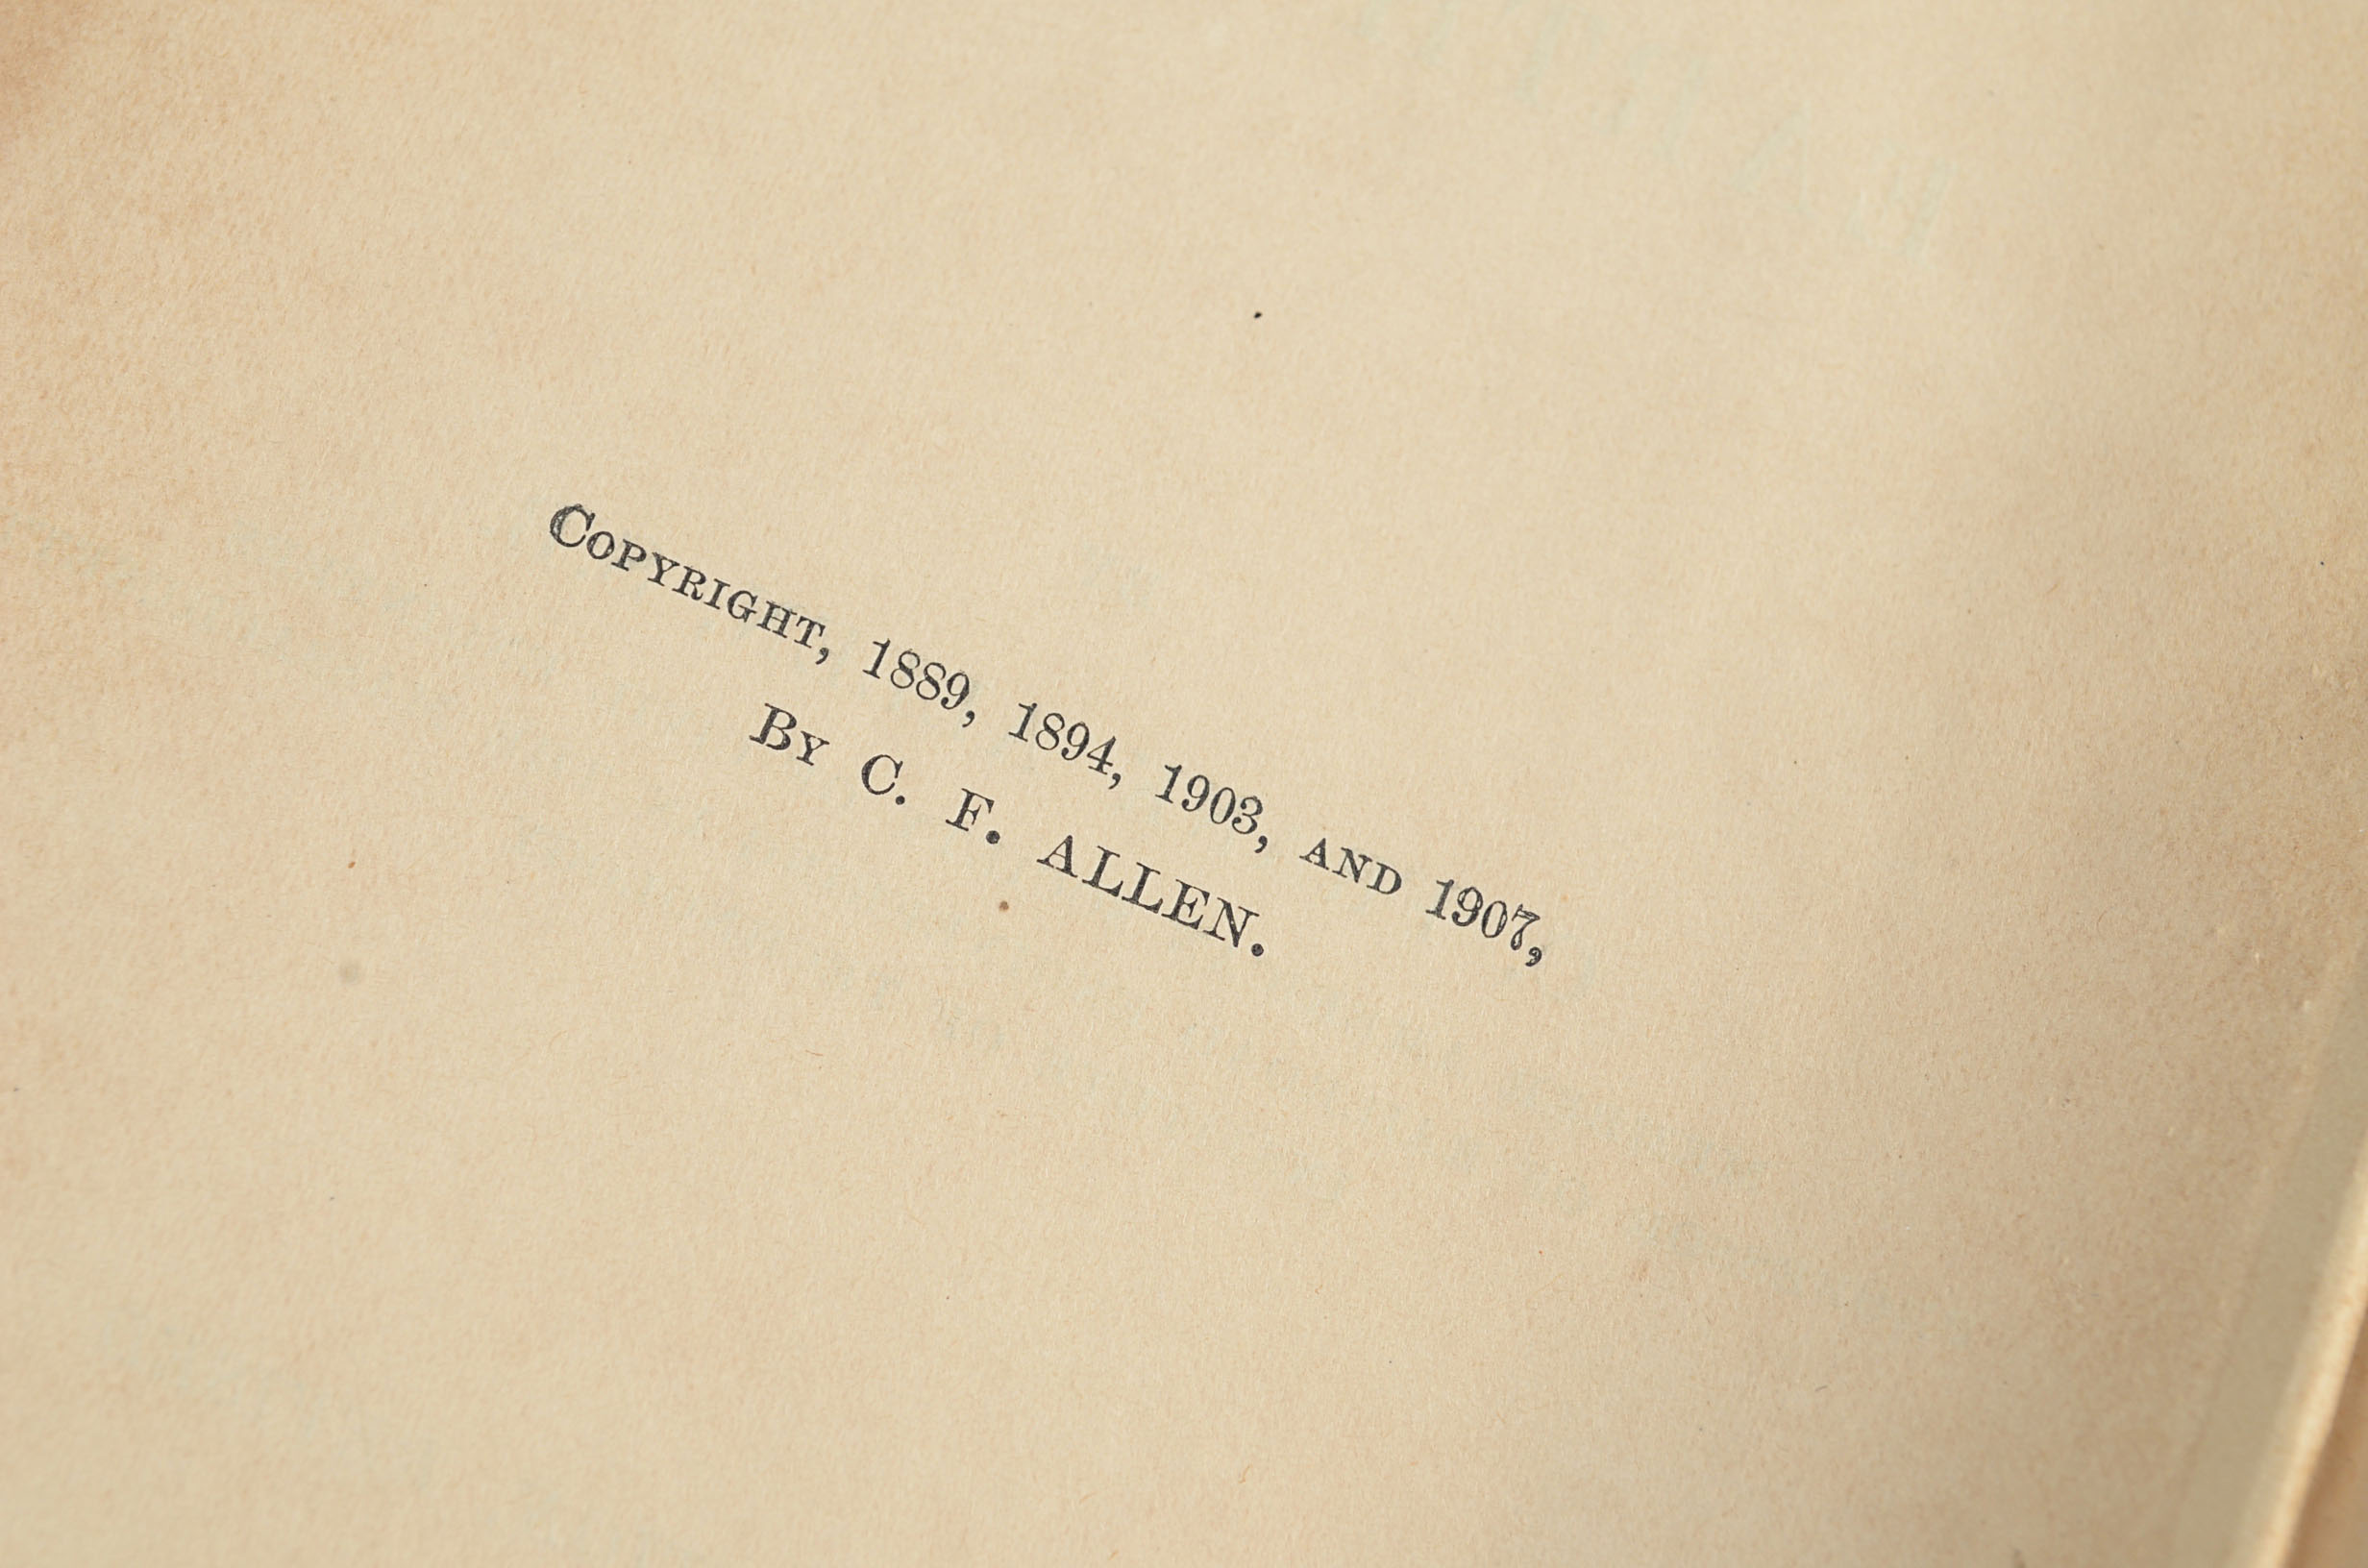 Copyright, 1889, 1894, 1903, and 1907,
By C. F. ALLEN.